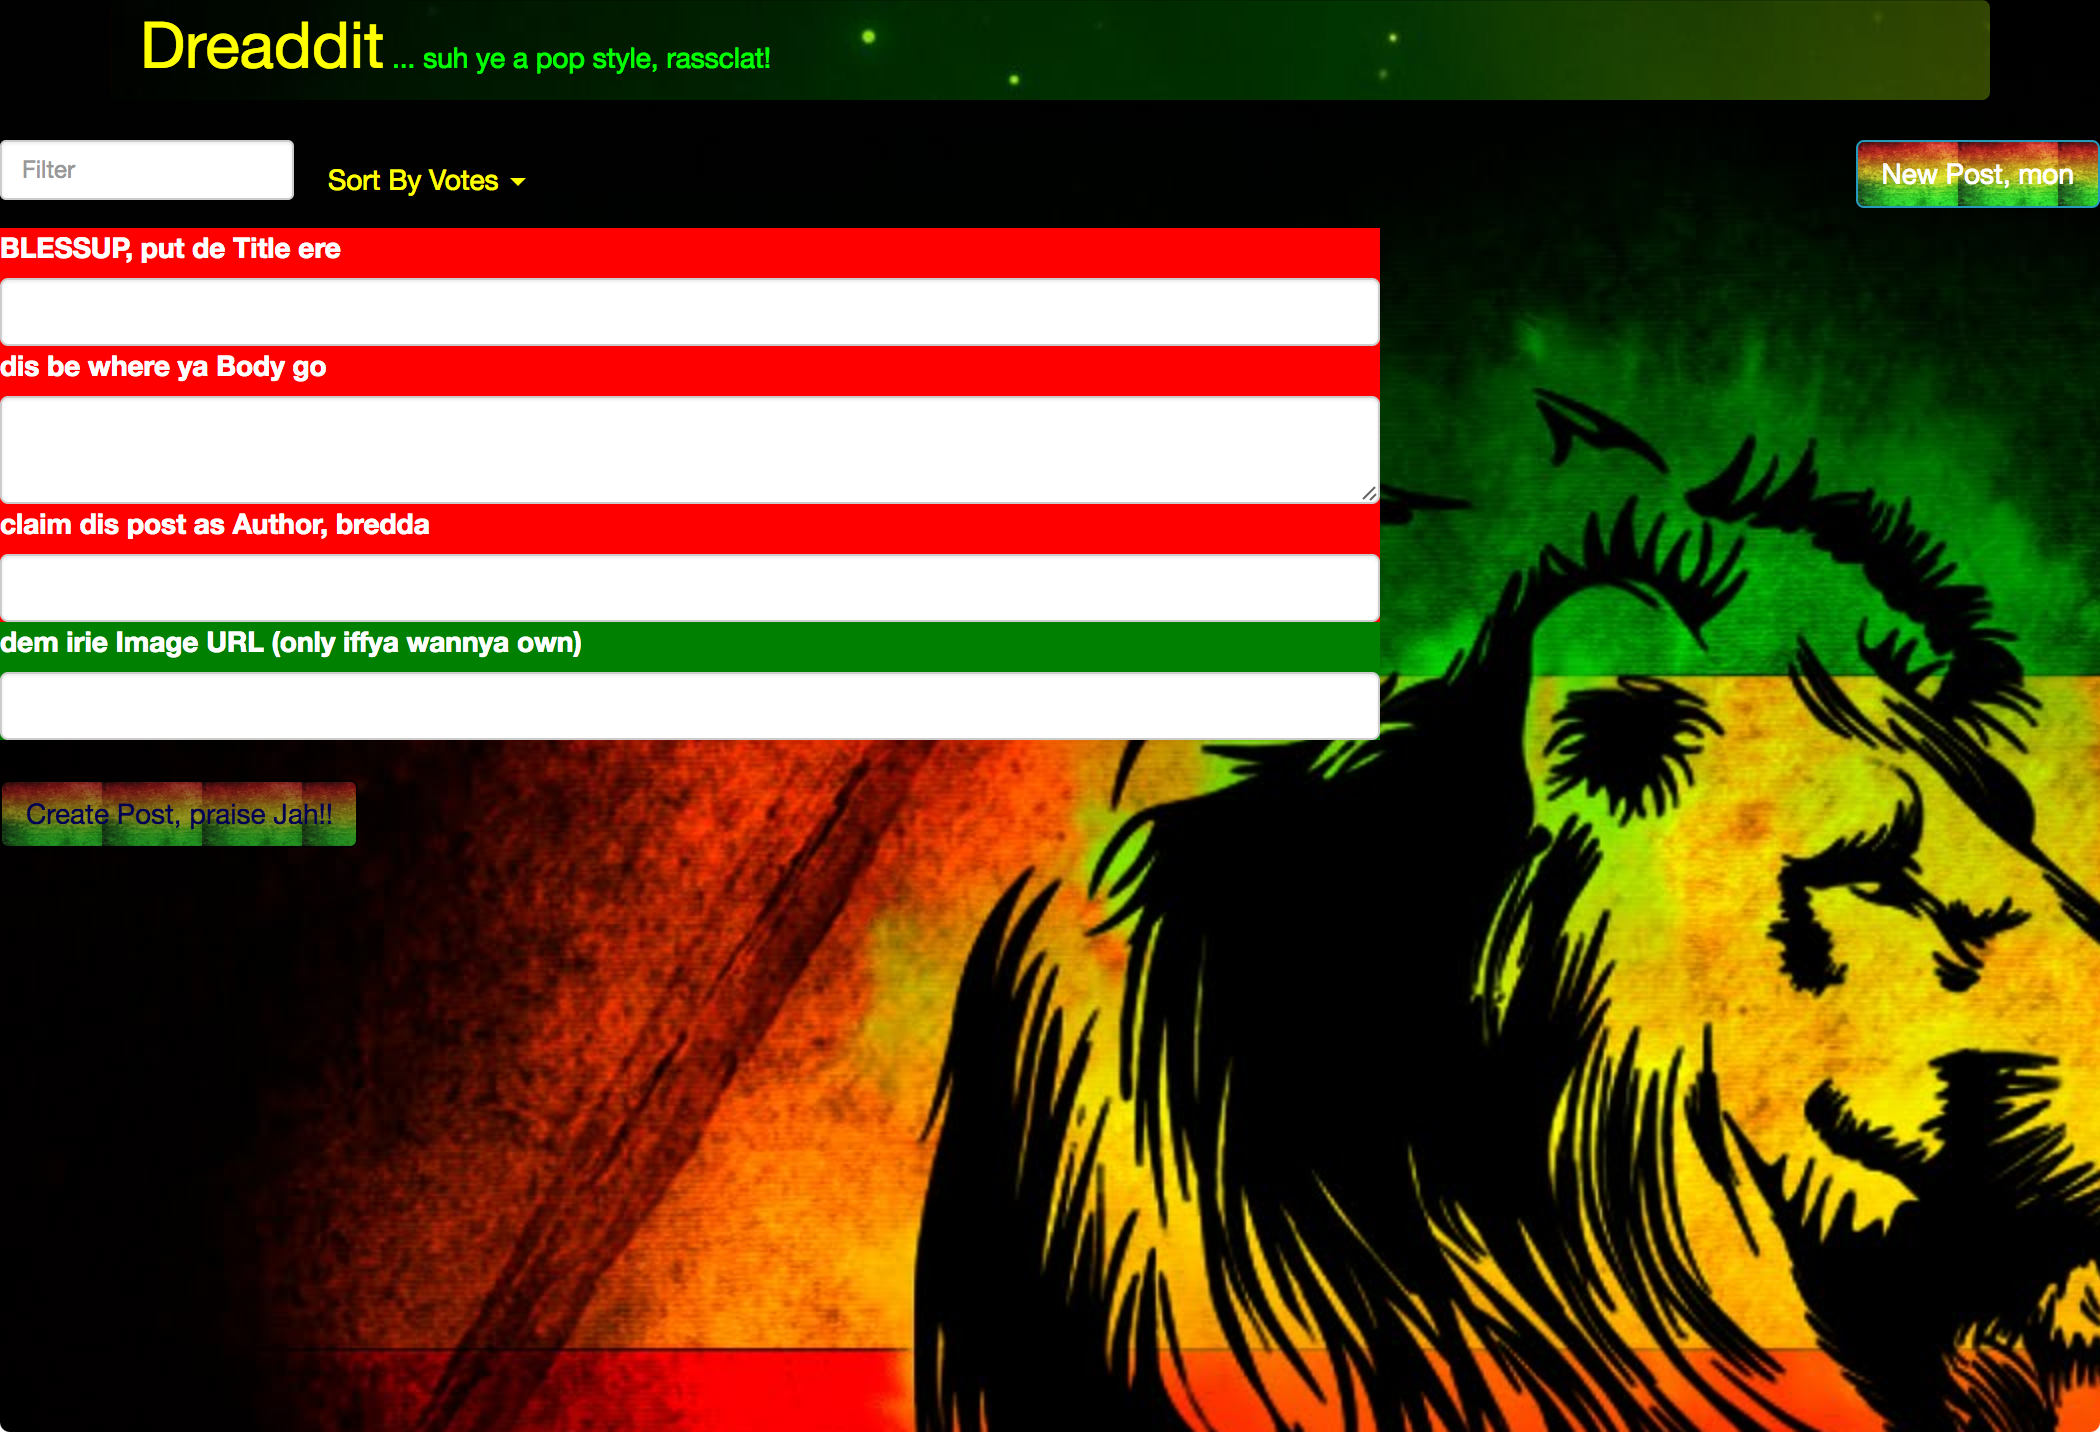 Dreaddit ... suh ye a pop style, rassclat!
Filter
Sort By Votes
New Post, mon
BLESSUP, put de Title ere
dis be where ya Body go
claim dis post as Author, bredda
dem irie Image URL (only iffya wannya own)
Create Post, praise Jah!!